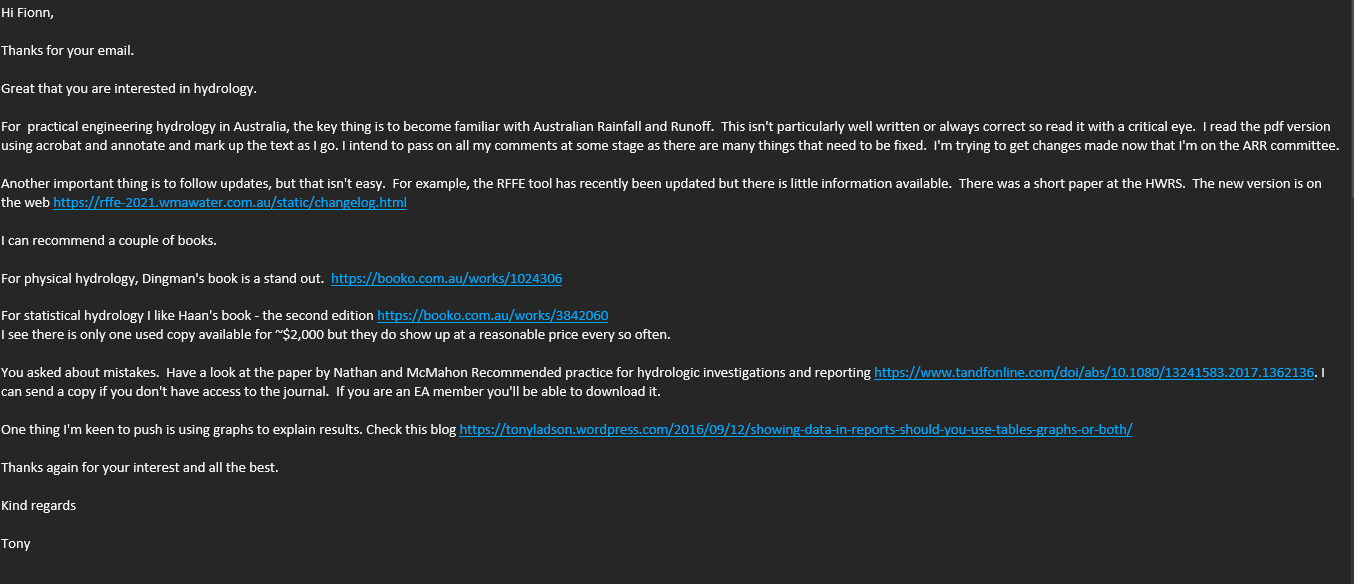 Hi Fionn,
Thanks for your email.
Great that you are interested in hydrology.
For  practical engineering hydrology in Australia, the key thing is to become familiar with Australian Rainfall and Runoff.  This isn't particularly well written or always correct so read it with a critical eye.  I read the pdf version
using acrobat and annotate and mark up the text as I go. I intend to pass on all my comments at some stage as there are many things that need to be fixed.  I'm trying to get changes made now that I'm on the ARR committee.
Another important thing is to follow updates, but that isn't easy.  For example, the RFFE tool has recently been updated but there is little information available.  There was a short paper at the HWRS.  The new version is on
the web https://rffe-2021.wmawater.com.au/static/changelog.html
I can recommend a couple of books.
For physical hydrology, Dingman's book is a stand out.  https://booko.com.au/works/1024306
For statistical hydrology I like Haan's book - the second edition https://booko.com.au/works/3842060
I see there is only one used copy available for ~$2,000 but they do show up at a reasonable price every so often.
You asked about mistakes.  Have a look at the paper by Nathan and McMahon Recommended practice for hydrologic investigations and reporting https://www.tandfonline.com/doi/abs/10.1080/13241583.2017.1362136. I
can send a copy if you don't have access to the journal.  If you are an EA member you'll be able to download it.
One thing I'm keen to push is using graphs to explain results. Check this blog https://tonyladson.wordpress.com/2016/09/12/showing-data-in-reports-should-you-use-tables-graphs-or-both/
Thanks again for your interest and all the best.
Kind regards
Tony